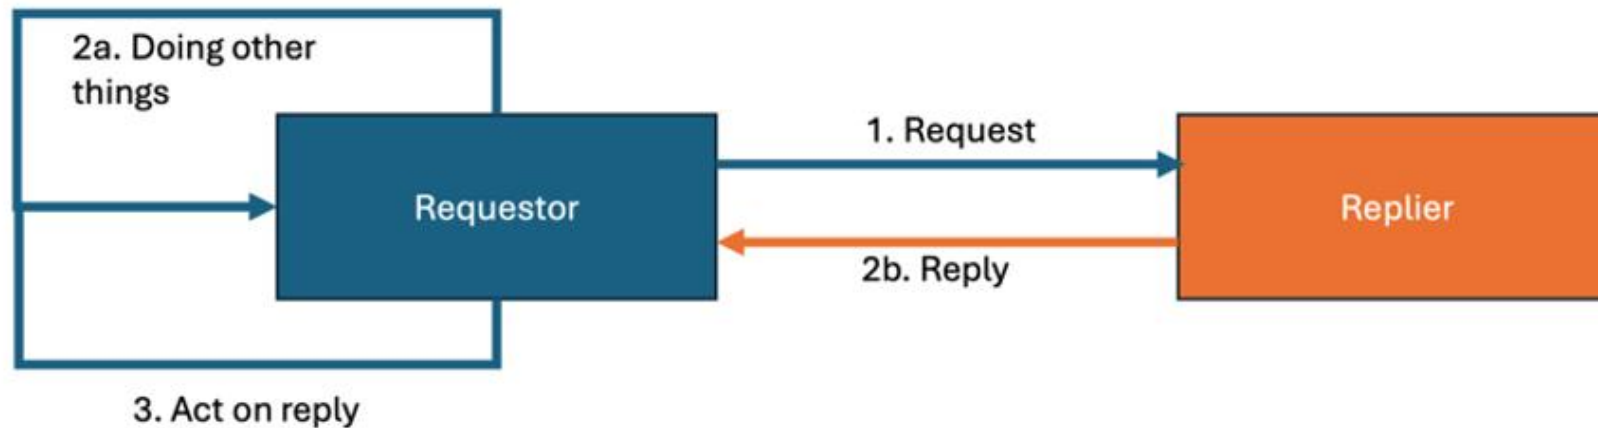 2a. Doing other
things
1. Request
Requestor
Replier
2b. Reply
3. Act on reply